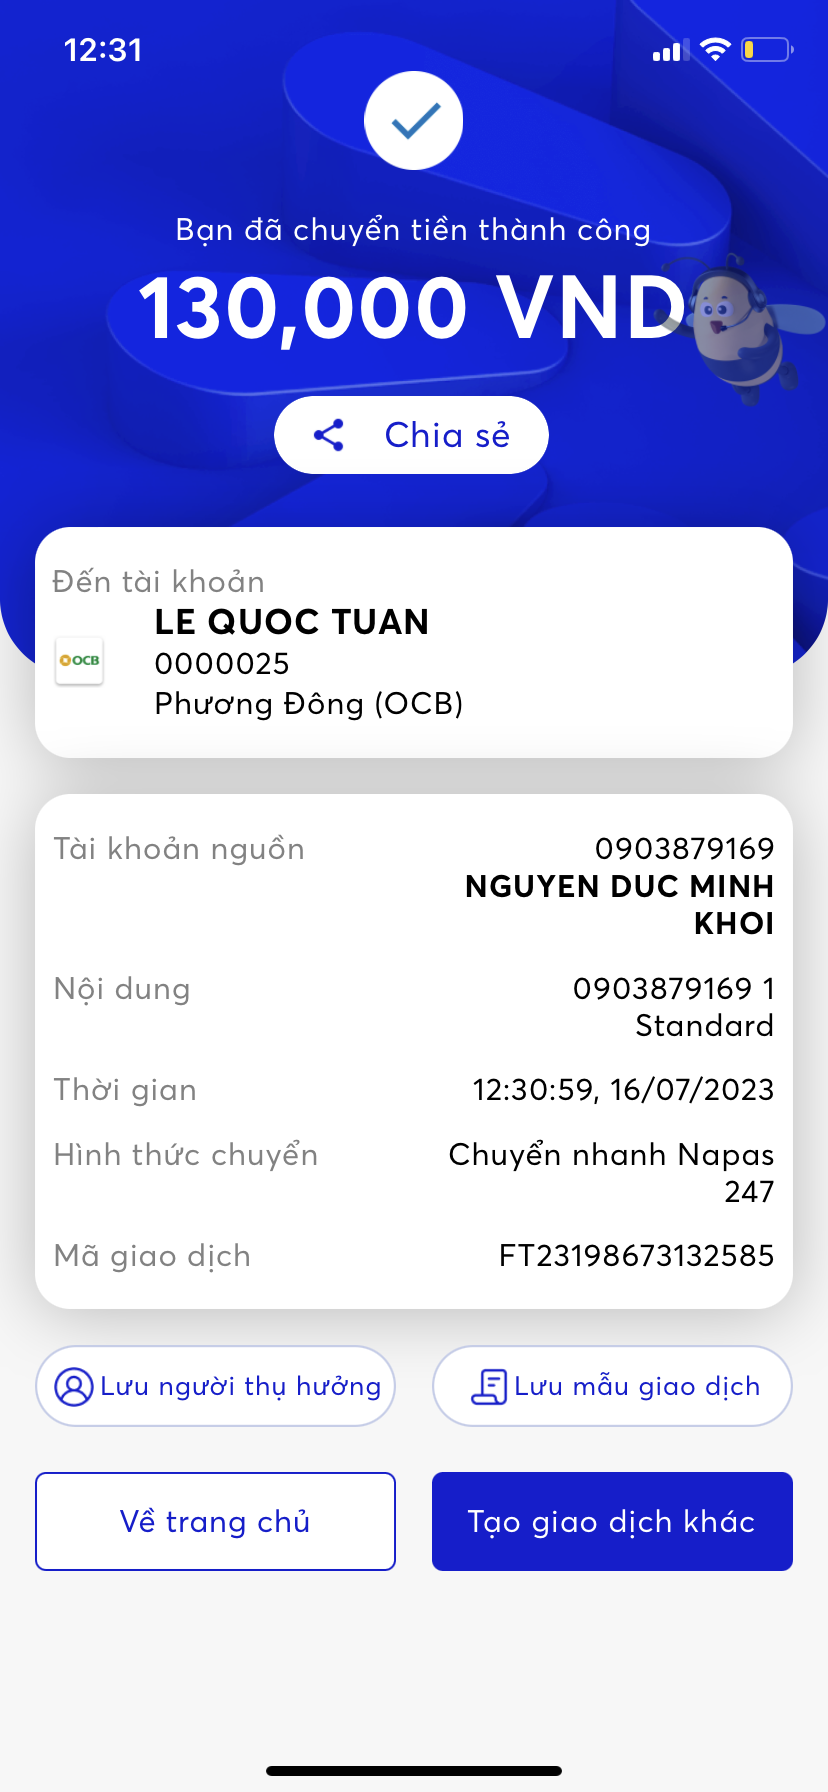 12:31
Bạn đã chuyển tiền thành công
130,000 VND
Chia sẻ
Đến tài khoản
LE QUOC TUAN
OCB
0000025
Phương Đông (OCB)
Tài khoản nguồn
0903879169
NGUYEN DUC MINH
KHOI
Nội dung
0903879169 1
Standard
Thời gian
12:30:59, 16/07/2023
Hình thức chuyển
Chuyển nhanh Napas
247
Mã giao dịch
FT23198673132585
Lưu người thụ hưởng
Lưu mẫu giao dịch
Về trang chủ
Tạo giao dịch khác